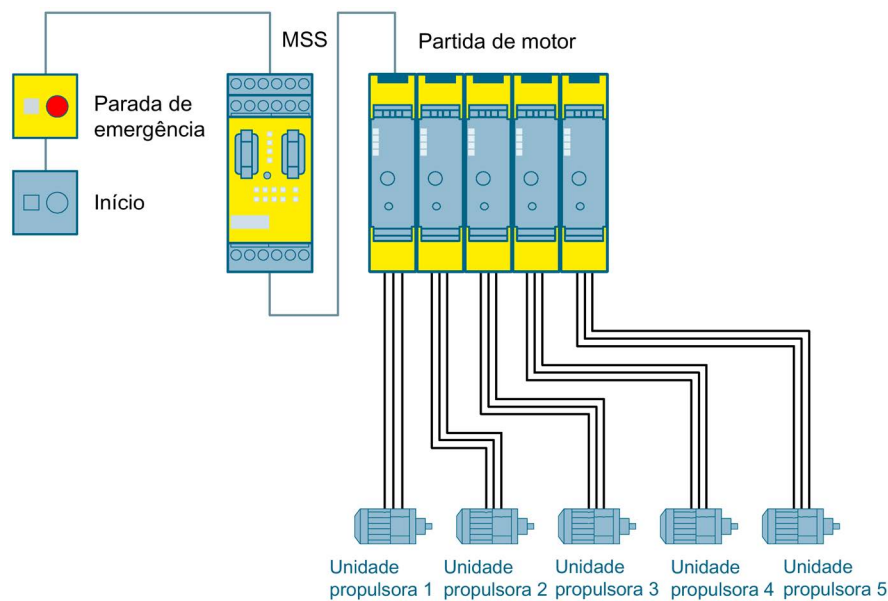 MSS
Partida de motor
Parada de
emergência
Início
Unidade
propulsora 1
Unidade
propulsora 2
Unidade
propulsora 3
Unidade
propulsora 4
Unidade
propulsora 5